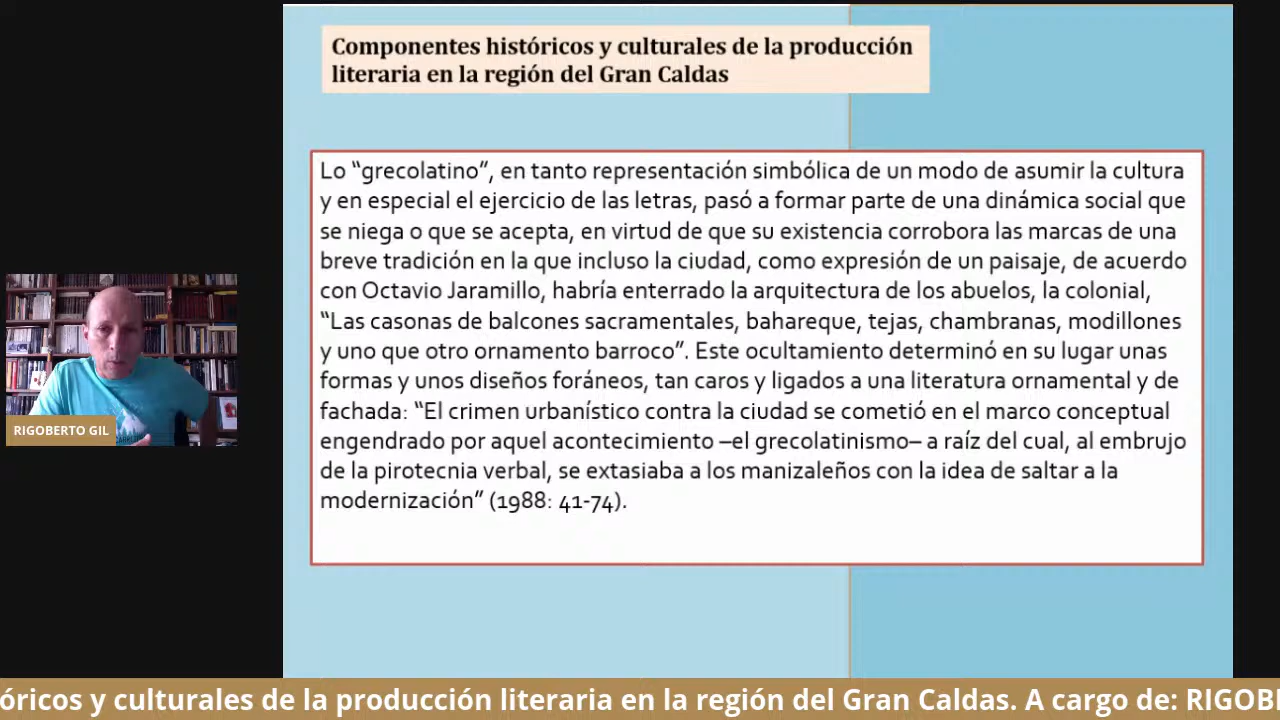 Componentes históricos y culturales de la producción
literaria en la región del Gran Caldas
Lo “grecolatino”, en tanto representación simbólica de un modo de asumir la cultura
y en especial el ejercicio de las letras, pasó a formar parte de una dinámica social que
se niega o que se acepta, en virtud de que su existencia corrobora las marcas de una
breve tradición en la que incluso la ciudad, como expresión de un paisaje, de acuerdo
con Octavio Jaramillo, habría enterrado la arquitectura de los abuelos, la colonial,
“Las casonas de balcones sacramentales, bahareque, tejas, chambranas, modillones
y uno que otro ornamento barroco”. Este ocultamiento determinó en su lugar unas
formas y unos diseños foráneos, tan caros y ligados a una literatura ornamental y de
fachada: “El crimen urbanístico contra la ciudad se cometió en el marco conceptual
engendrado por aquel acontecimiento –el grecolatinismo– a raíz del cual, al embrujo
de la pirotecnia verbal, se extasiaba a los manizaleños con la idea de saltar a la
modernización” (1988: 41-74).
RIGOBERTO GIL
óricos y culturales de la producción literaria en la región del Gran Caldas. A cargo de: RIGOB